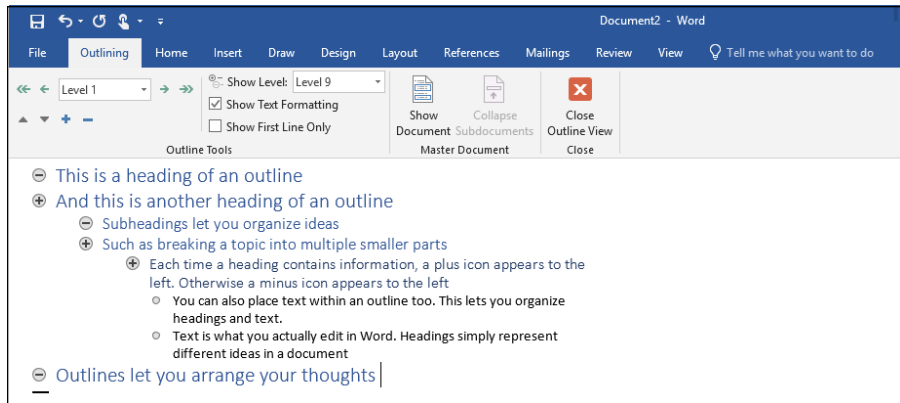 Document2 - Word
File Outlining Home Insert Draw Design Layout References Mailings Review View Tell me what you want to do
Level 1
Show Level: Level 9
Show Text Formatting
Show First Line Only
Outline Tools
Show Document
Collapse Subdocuments
Master Document
Close Outline View
Close
This is a heading of an outline
And this is another heading of an outline
Subheadings let you organize ideas
Such as breaking a topic into multiple smaller parts
Each time a heading contains information, a plus icon appears to the
left. Otherwise a minus icon appears to the left
You can also place text within an outline too. This lets you organize
headings and text.
Text is what you actually edit in Word. Headings simply represent
different ideas in a document
Outlines let you arrange your thoughts